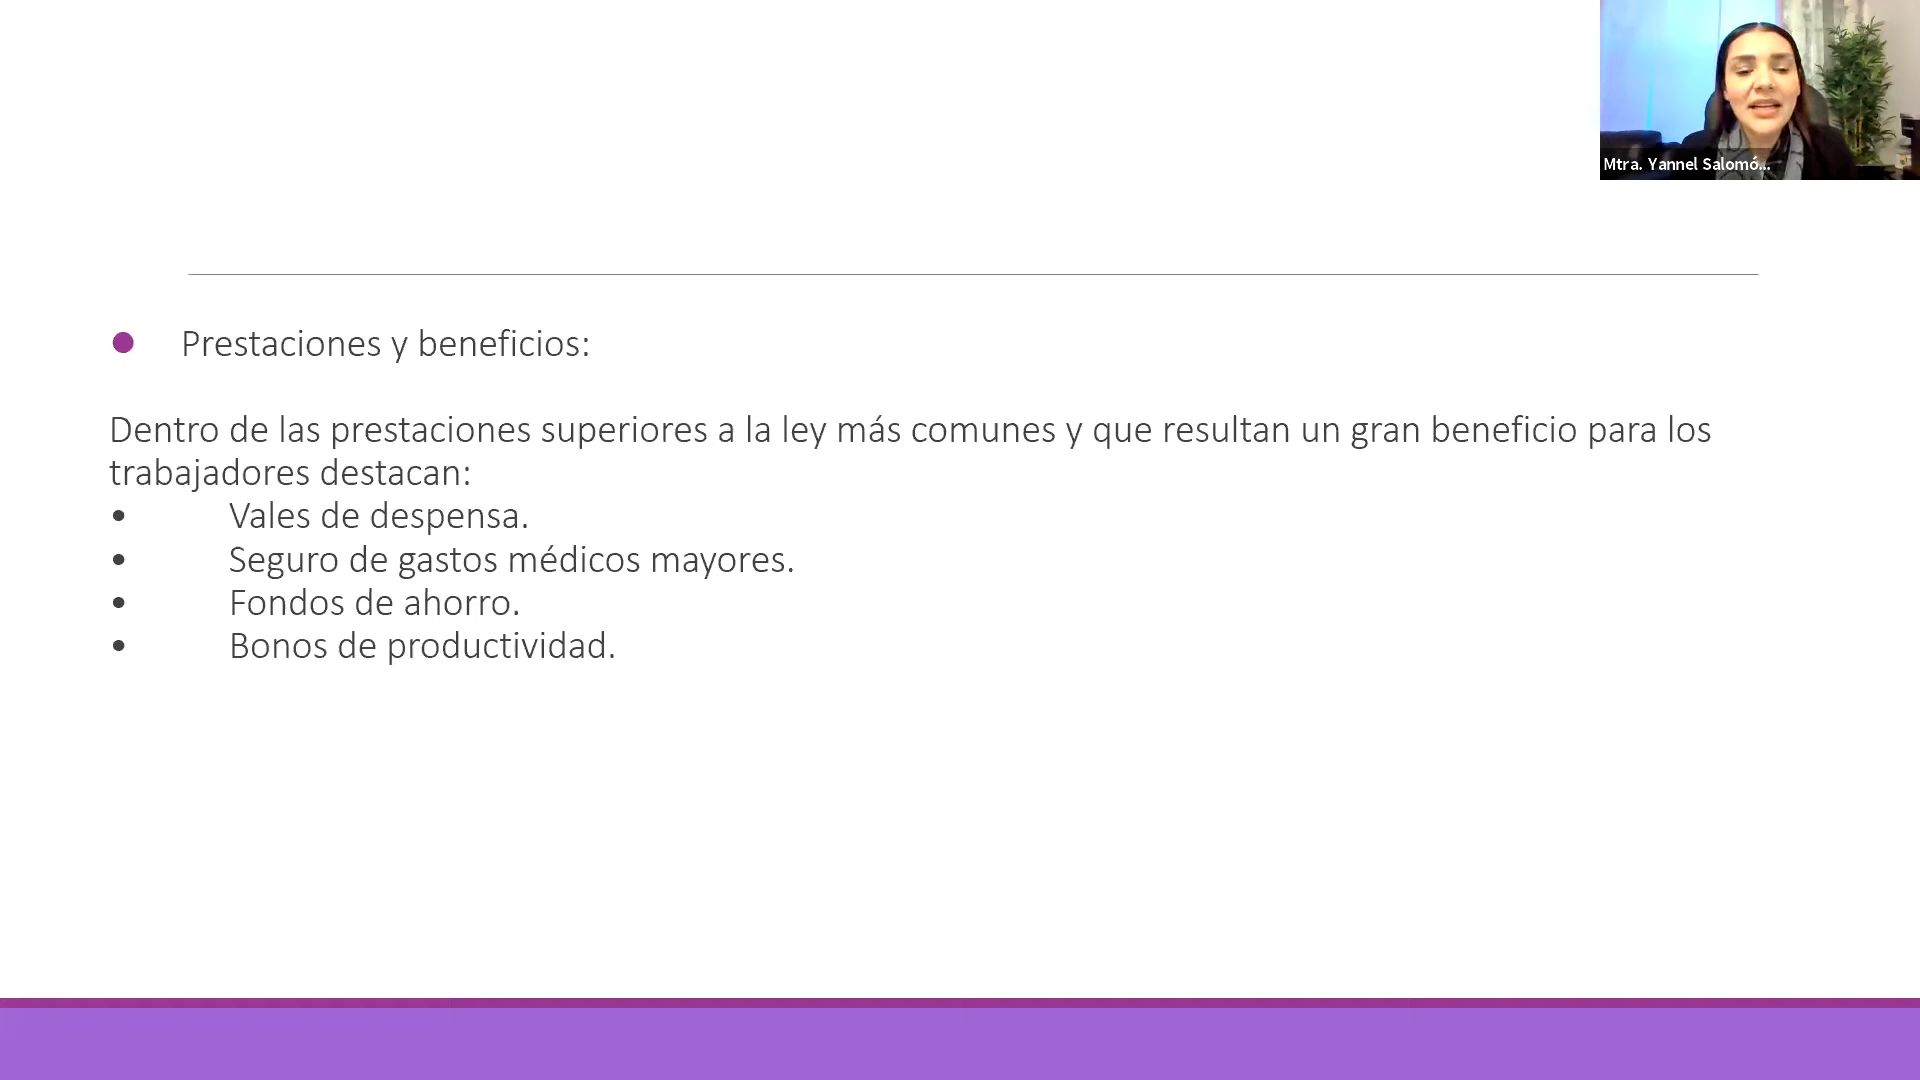 Mtra. Yannel Salomó...
● Prestaciones y beneficios:
Dentro de las prestaciones superiores a la ley más comunes y que resultan un gran beneficio para los
trabajadores destacan:
• Vales de despensa.
• Seguro de gastos médicos mayores.
• Fondos de ahorro.
• Bonos de productividad.